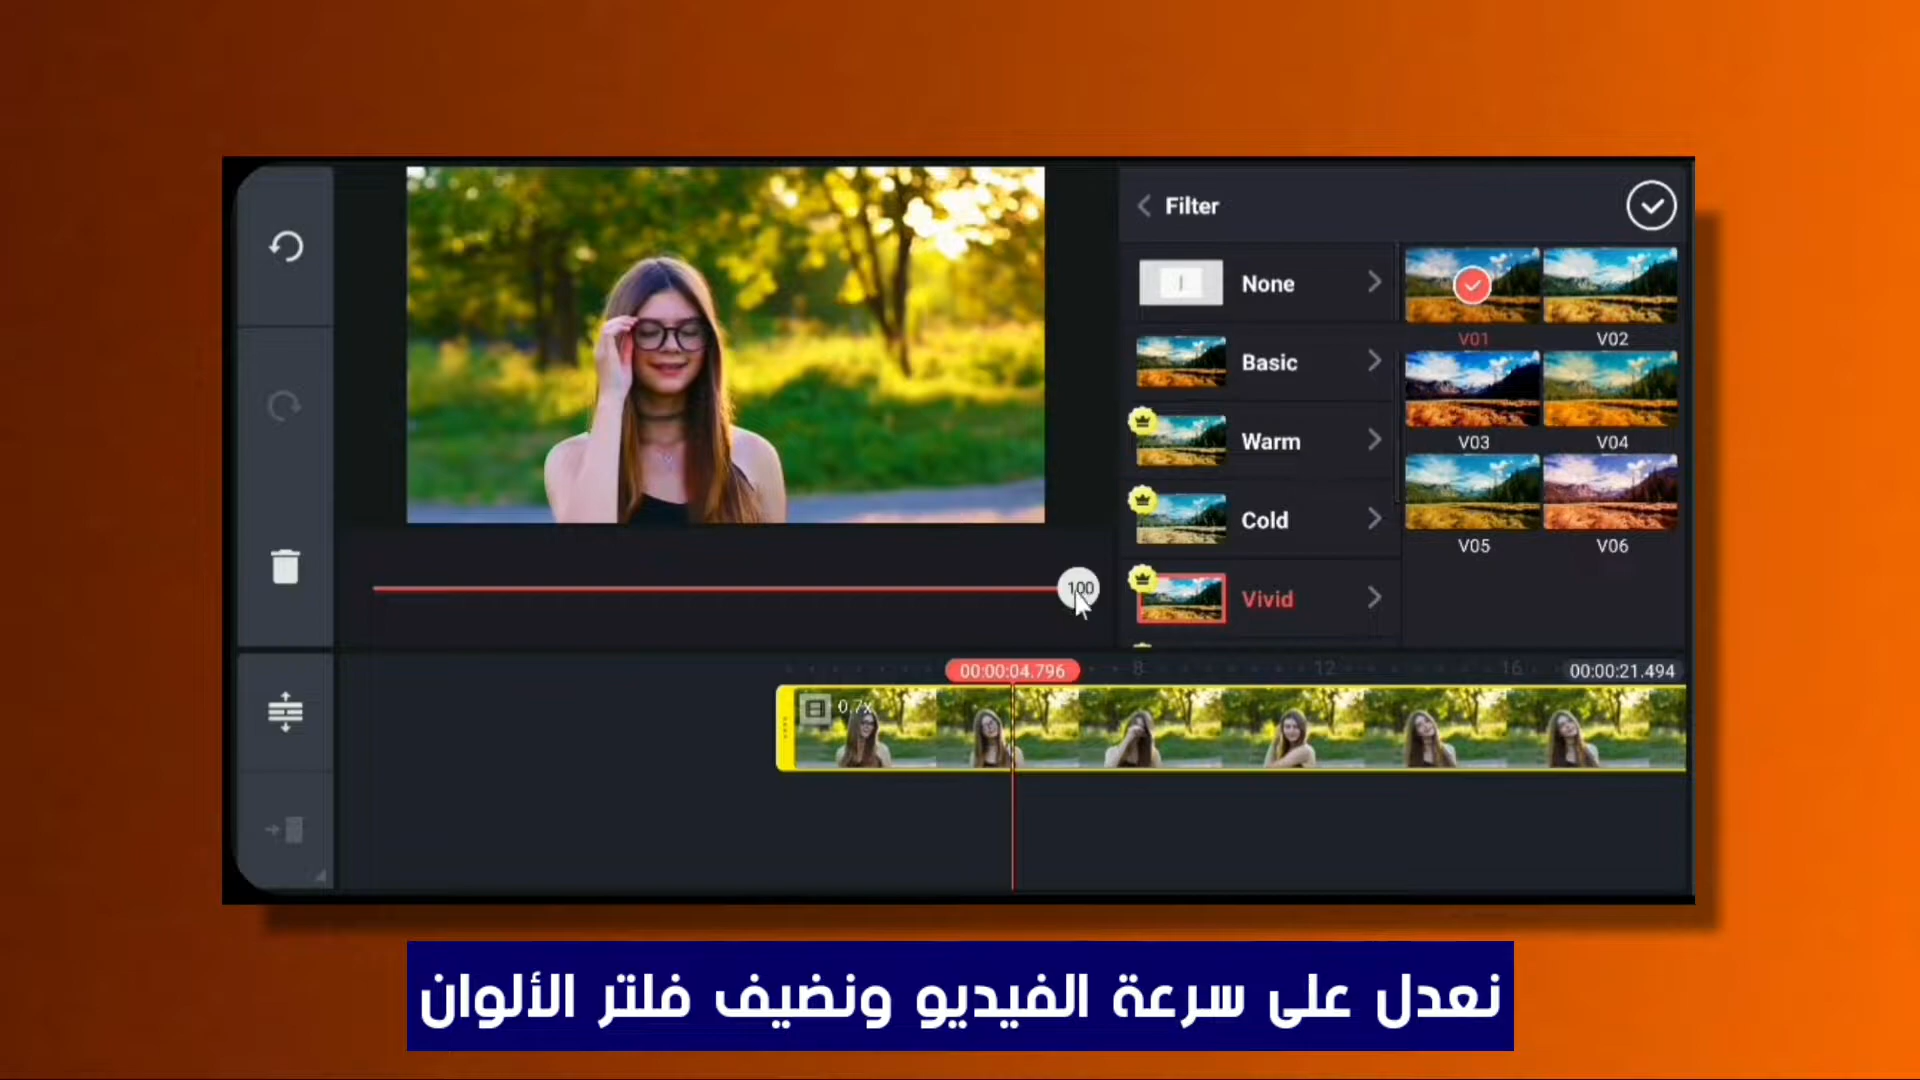 Filter
None
Basic
Warm
Cold
Vivid
V01
V02
V03
V04
V05
V06
100
00:00:04.796
8
12
16
00:00:21.494
0.7x
نعدل على سرعة الفيديو ونضيف فلتر الألوان